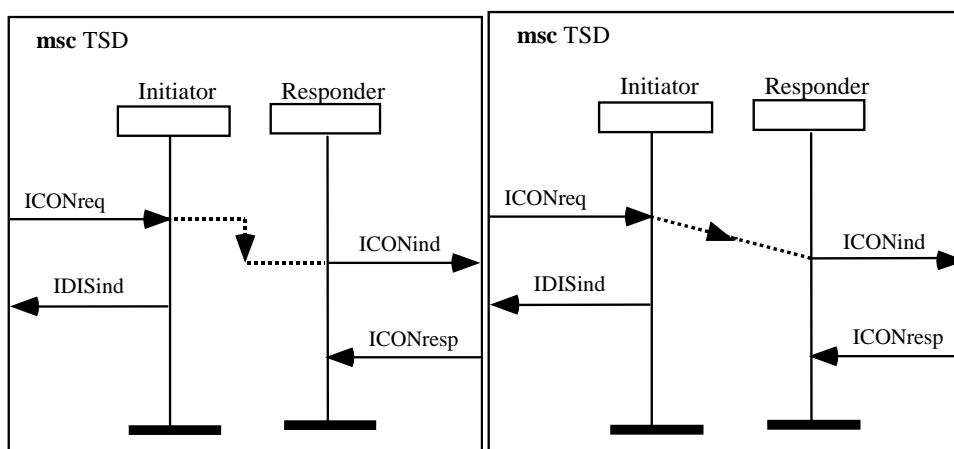 msc TSD
Initiator Responder
ICONreq
ICONind
IDISind
ICONresp
msc TSD
Initiator Responder
ICONreq
ICONind
IDISind
ICONresp